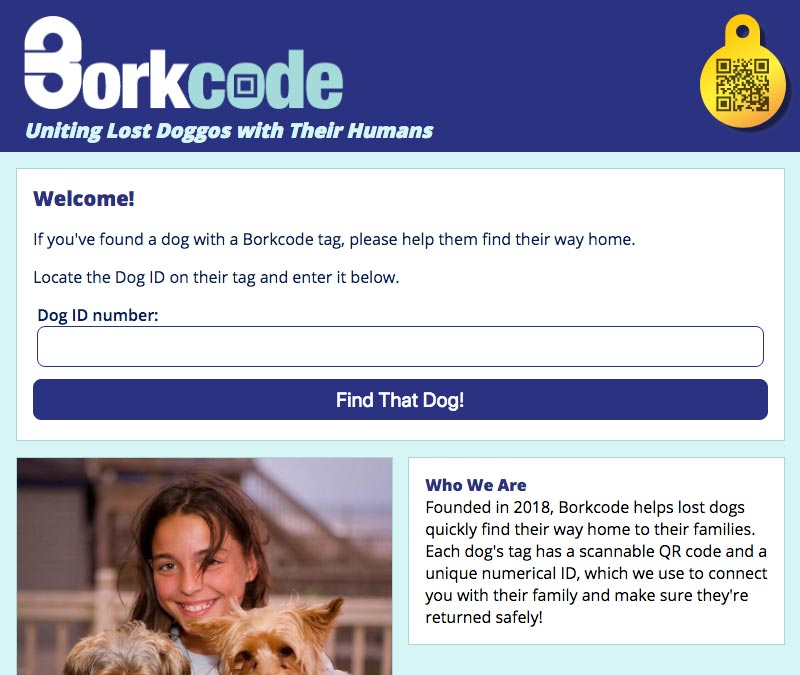 Borkcode
Uniting Lost Doggos with Their Humans
Welcome!
If you've found a dog with a Borkcode tag, please help them find their way home.
Locate the Dog ID on their tag and enter it below.
Dog ID number:
Find That Dog!
Who We Are
Founded in 2018, Borkcode helps lost dogs
quickly find their way home to their families.
Each dog's tag has a scannable QR code and a
unique numerical ID, which we use to connect
you with their family and make sure they're
returned safely!